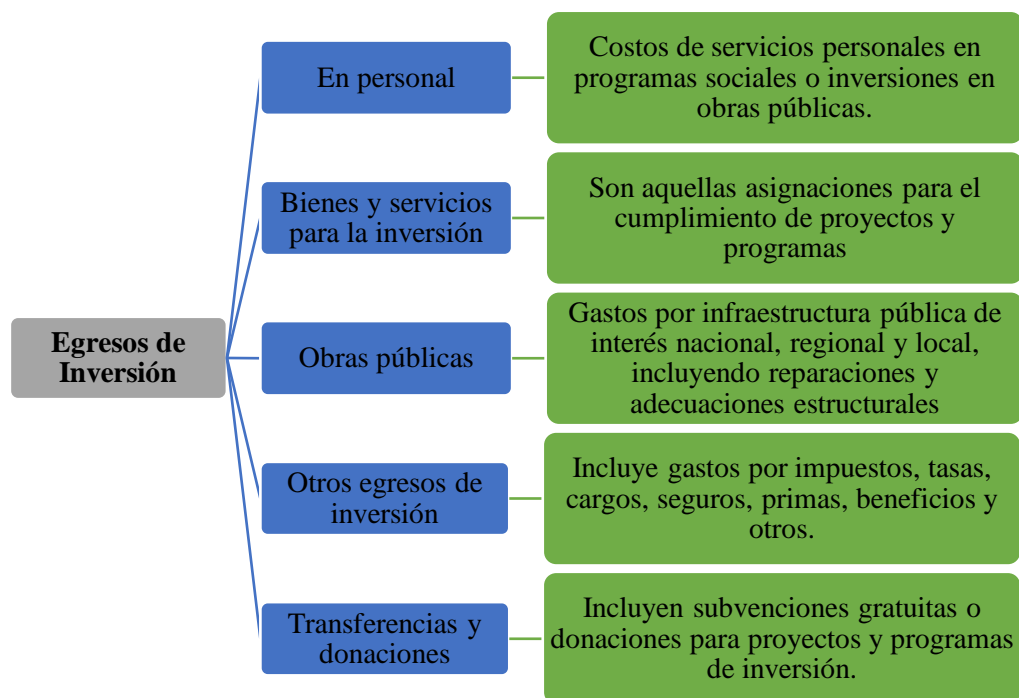 Egresos de
Inversión
En personal
Costos de servicios personales en
programas sociales o inversiones en
obras públicas.
Bienes y servicios
para la inversión
Son aquellas asignaciones para el
cumplimiento de proyectos y
programas
Obras públicas
Gastos por infraestructura pública de
interés nacional, regional y local,
incluyendo reparaciones y
adecuaciones estructurales
Otros egresos de
inversión
Incluye gastos por impuestos, tasas,
cargos, seguros, primas, beneficios y
otros.
Transferencias y
donaciones
Incluyen subvenciones gratuitas o
donaciones para proyectos y programas
de inversión.